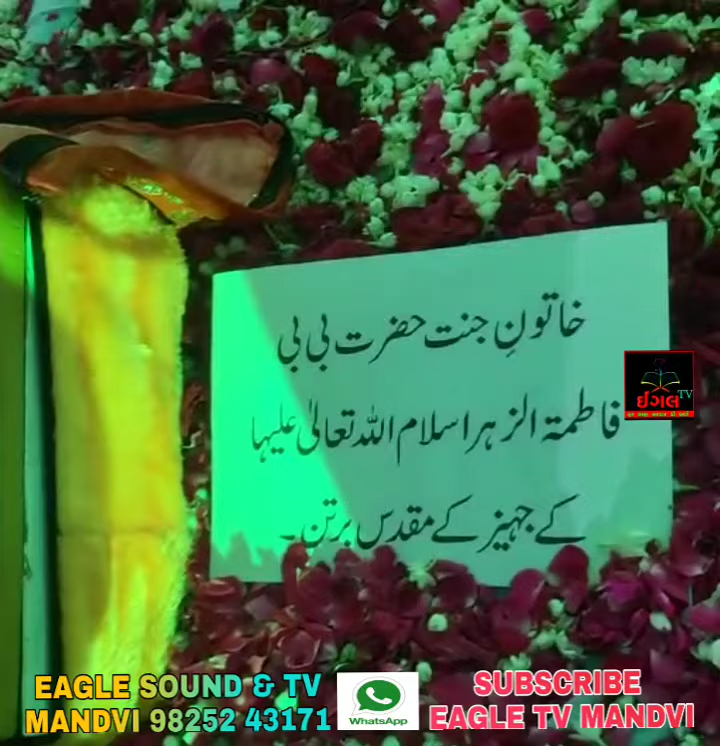 خاتونِ جنت حضرت بی بی
فاطمۃ الزہرا سلام اللہ تعالیٰ علیہا
کے جہیز کے مقدس برتن۔
ઈગલ TV
EAGLE SOUND & TV
MANDVI 98252 43171
WhatsApp
SUBSCRIBE
EAGLE TV MANDVI